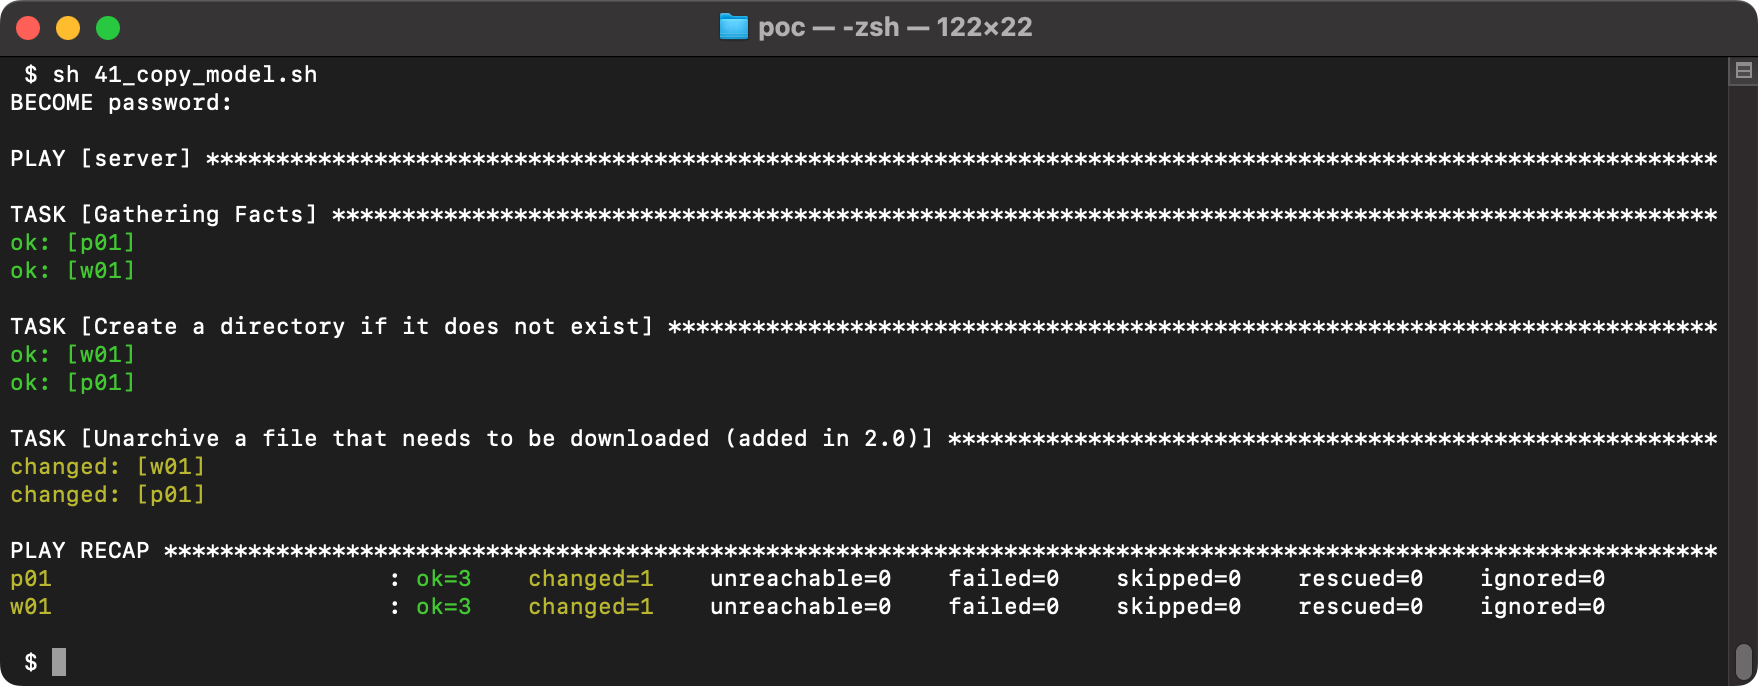 poc — -zsh — 122×22
$ sh 41_copy_model.sh
BECOME password:
PLAY [server] ************************************************************************************************************
TASK [Gathering Facts] ***************************************************************************************************
ok: [p01]
ok: [w01]
TASK [Create a directory if it does not exist] ***************************************************************************
ok: [w01]
ok: [p01]
TASK [Unarchive a file that needs to be downloaded (added in 2.0)] *******************************************************
changed: [w01]
changed: [p01]
PLAY RECAP ***************************************************************************************************************
p01                        : ok=3    changed=1    unreachable=0    failed=0    skipped=0    rescued=0    ignored=0
w01                        : ok=3    changed=1    unreachable=0    failed=0    skipped=0    rescued=0    ignored=0
$